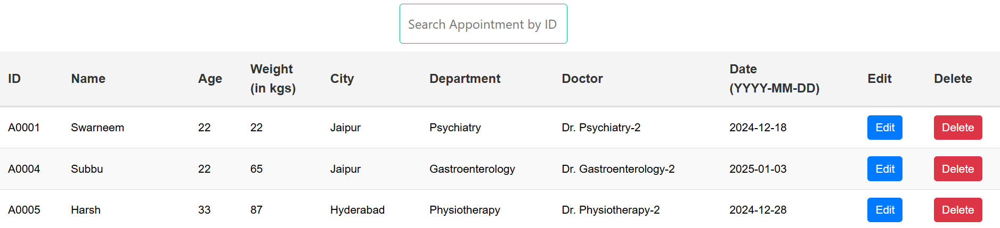 Search Appointment by ID
ID Name Age Weight (in kgs) City Department Doctor Date (YYYY-MM-DD) Edit Delete
A0001 Swarneem 22 22 Jaipur Psychiatry Dr. Psychiatry-2 2024-12-18 Edit Delete
A0004 Subbu 22 65 Jaipur Gastroenterology Dr. Gastroenterology-2 2025-01-03 Edit Delete
A0005 Harsh 33 87 Hyderabad Physiotherapy Dr. Physiotherapy-2 2024-12-28 Edit Delete